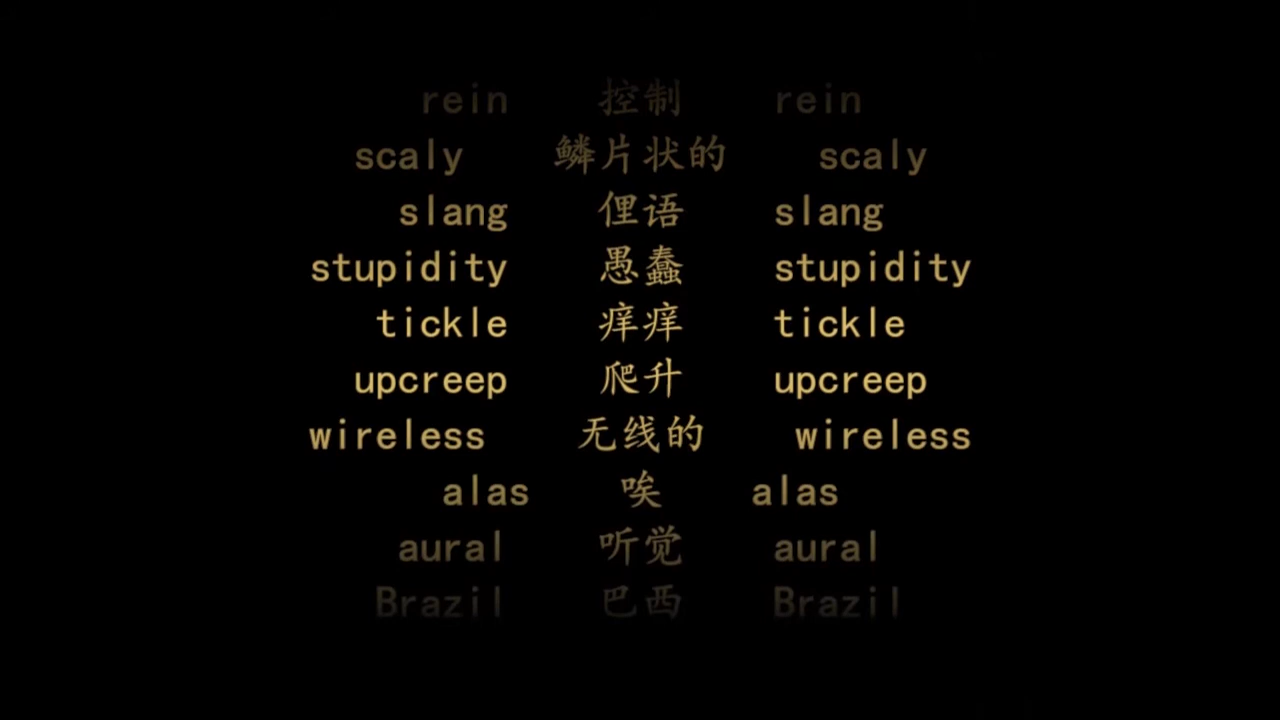 rein 控制 rein
scaly 鳞片状的 scaly
slang 俚语 slang
stupidity 愚蠢 stupidity
tickle 痒痒 tickle
upcreep 爬升 upcreep
wireless 无线的 wireless
alas 唉 alas
aural 听觉 aural
Brazil 巴西 Brazil